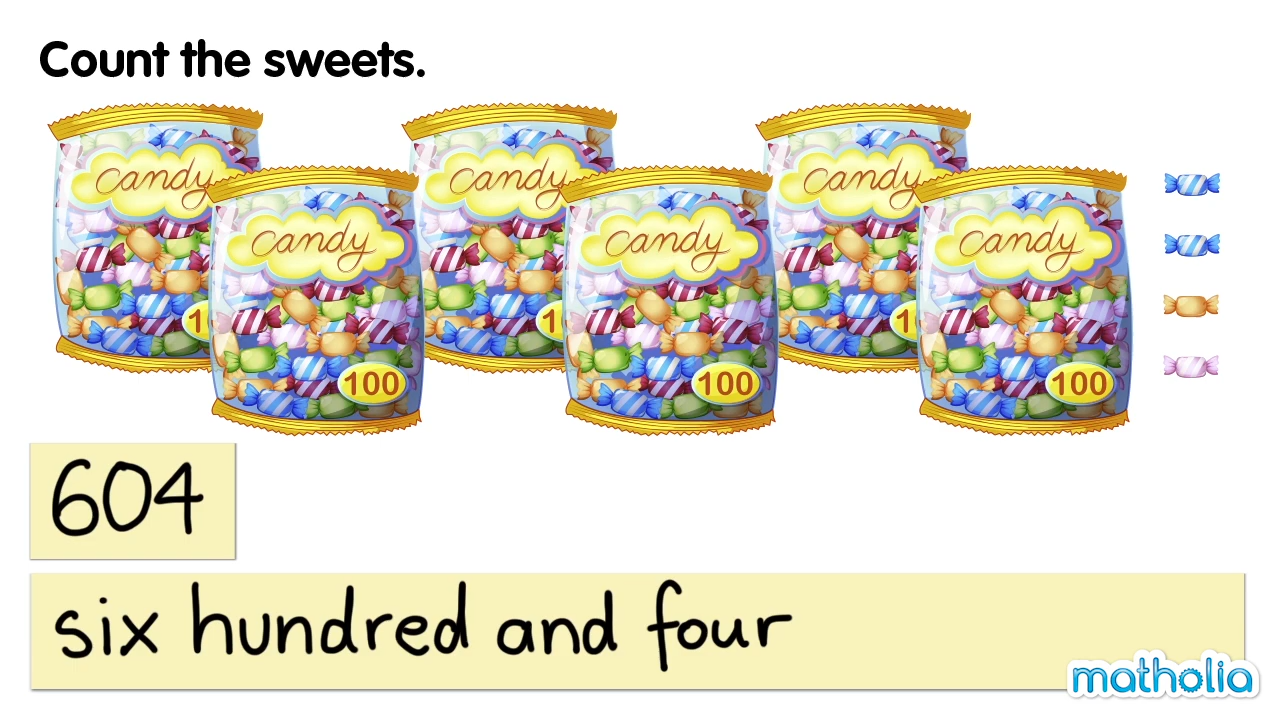 Count the sweets.
candy candy candy
candy candy candy
100 100 100
604
six hundred and four
matholia